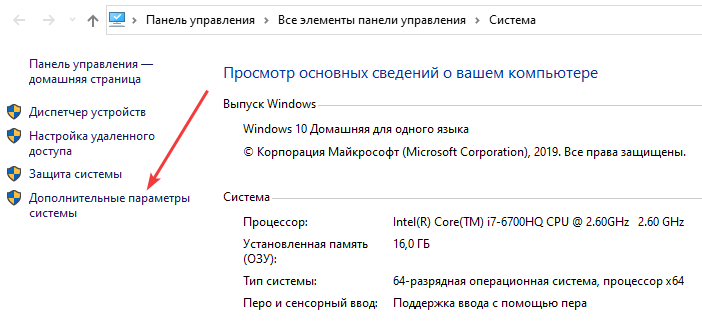 Панель управления > Все элементы панели управления > Система
Панель управления —
домашняя страница
Диспетчер устройств
Настройка удаленного
доступа
Защита системы
Дополнительные параметры
системы
Просмотр основных сведений о вашем компьютере
Выпуск Windows
Windows 10 Домашняя для одного языка
© Корпорация Майкрософт (Microsoft Corporation), 2019. Все права защищены.
Система
Процессор: Intel(R) Core(TM) i7-6700HQ CPU @ 2.60GHz 2.60 GHz
Установленная память
(ОЗУ): 16,0 ГБ
Тип системы: 64-разрядная операционная система, процессор x64
Перо и сенсорный ввод: Поддержка ввода с помощью пера